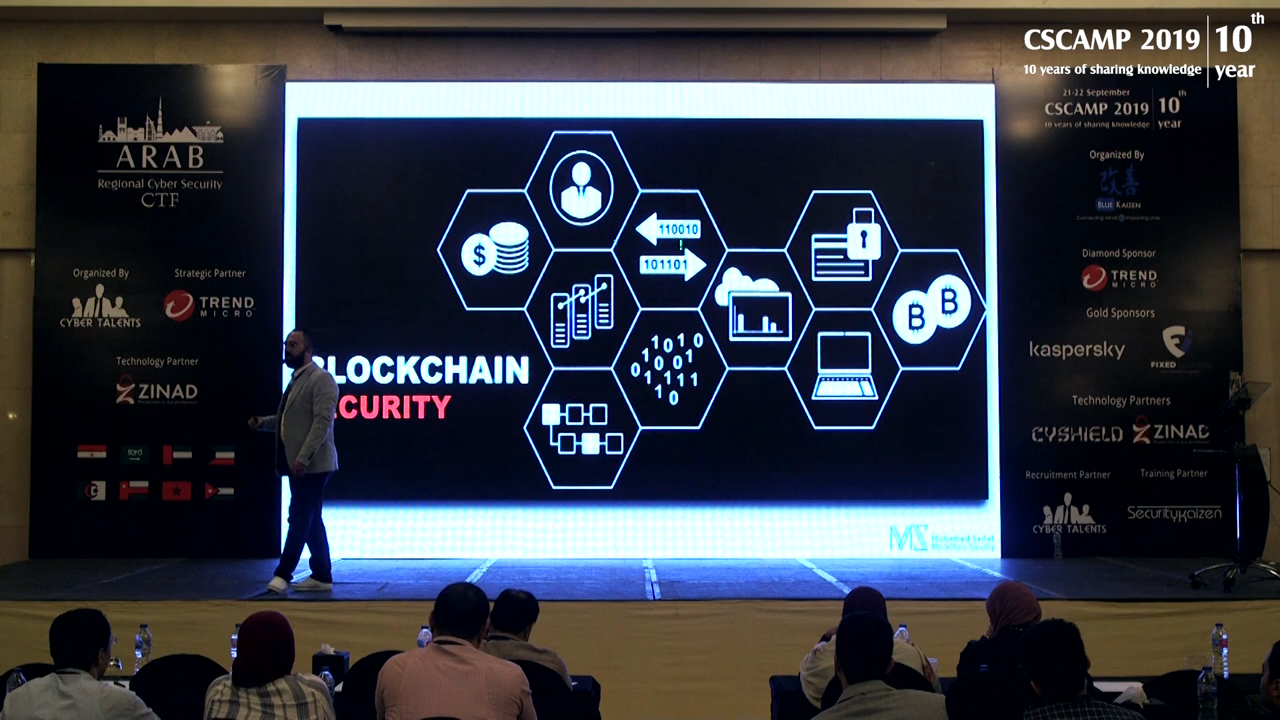 CSCAMP 2019 10th year
10 years of sharing knowledge
ARAB
Regional Cyber Security
CTF
Organized By
CYBER TALENTS
Strategic Partner
TREND
MICRO
Technology Partner
ZINAD
$
110010
101101
B B
LOCKCHAIN
CURITY
MS
21-22 September
CSCAMP 2019 10th year
10 years of sharing knowledge
Organized By
改善
BLUE KAIZEN
Diamond Sponsor
TREND
MICRO
Gold Sponsors
kaspersky
FIXED
Technology Partners
CYSHIELD ZINAD
Recruitment Partner
CYBER TALENTS
Training Partner
Securitykaizen